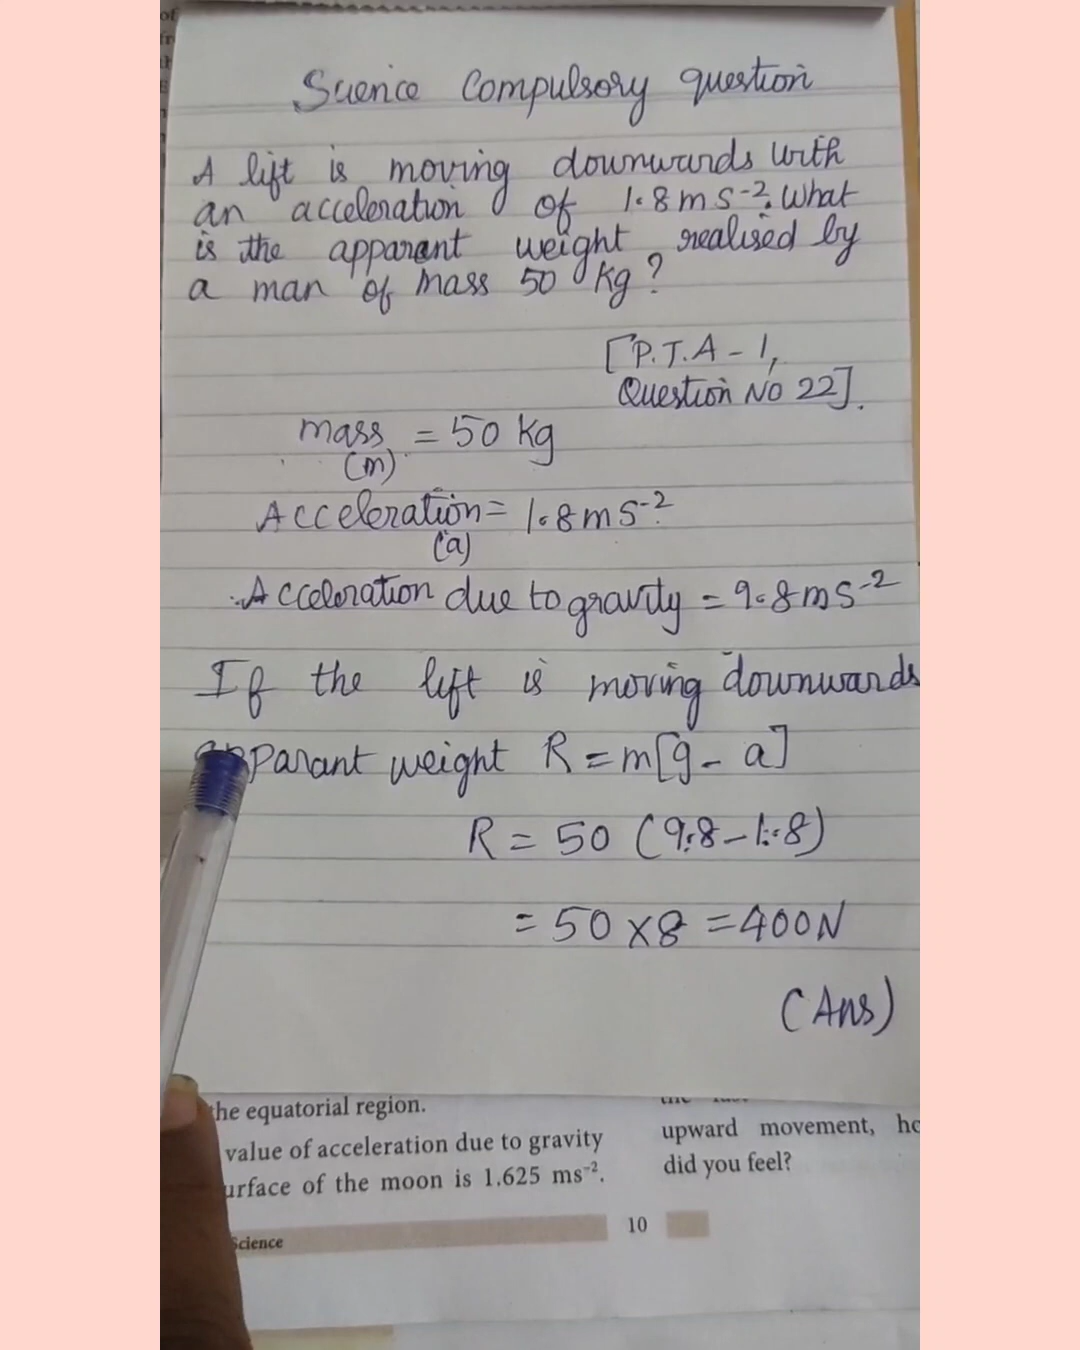 Science Compulsory question
A lift is moving downwards with
an acceleration of 1.8 m s-2. What
is the apparant weight realised by
a man of mass 50 kg?
[P.T.A - 1,
Question No 22].
mass = 50 kg
(m)
Acceleration = 1.8 m s-2
(a)
Acceleration due to gravity = 9.8 m s-2
If the lift is moving downwards
apparant weight R = m[g - a]
R = 50 (9.8 - 1.8)
= 50 x 8 = 400N
(Ans)
the equatorial region.
value of acceleration due to gravity
urface of the moon is 1.625 ms-2.
upward movement, ho
did you feel?
10
Science